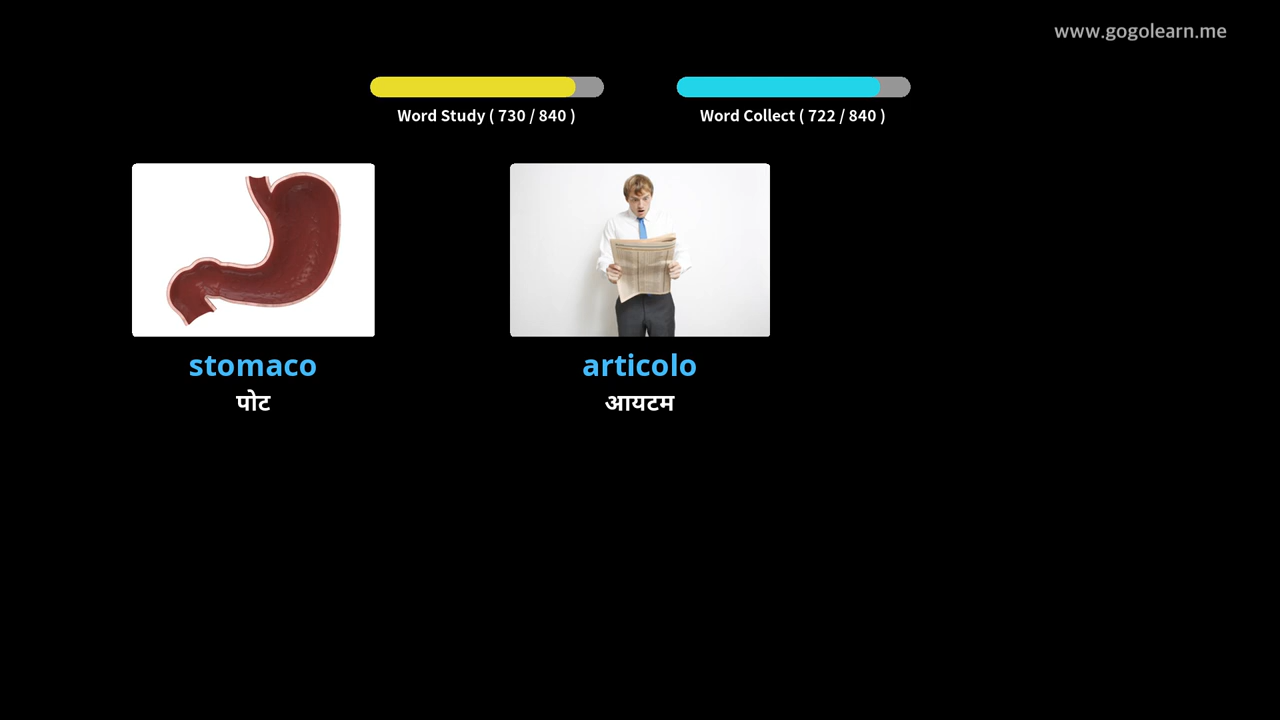 www.gogolearn.me
Word Study ( 730 / 840 )
Word Collect ( 722 / 840 )
stomaco
पोट
articolo
आयटम